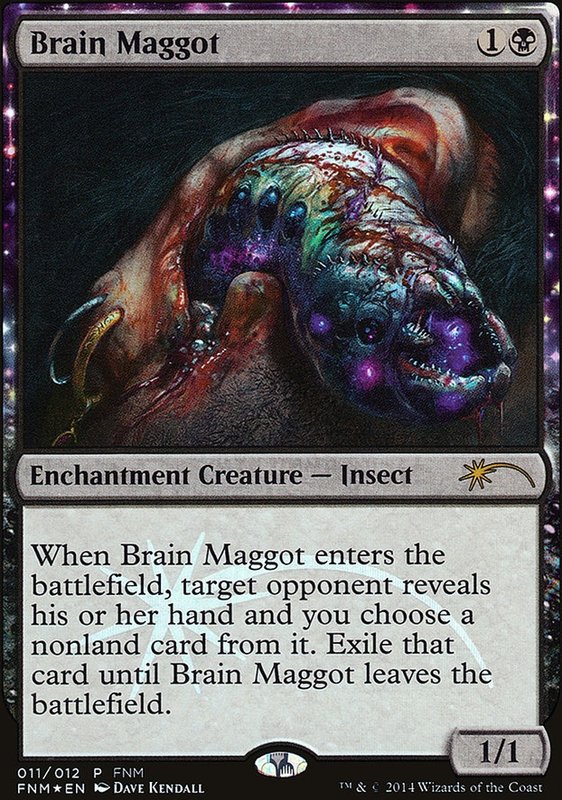 Brain Maggot 1
Enchantment Creature — Insect
When Brain Maggot enters the
battlefield, target opponent reveals
his or her hand and you choose a
nonland card from it. Exile that
card until Brain Maggot leaves the
battlefield.
1/1
011/012 P FNM
FNM★EN Dave Kendall
™ & © 2014 Wizards of the Coast